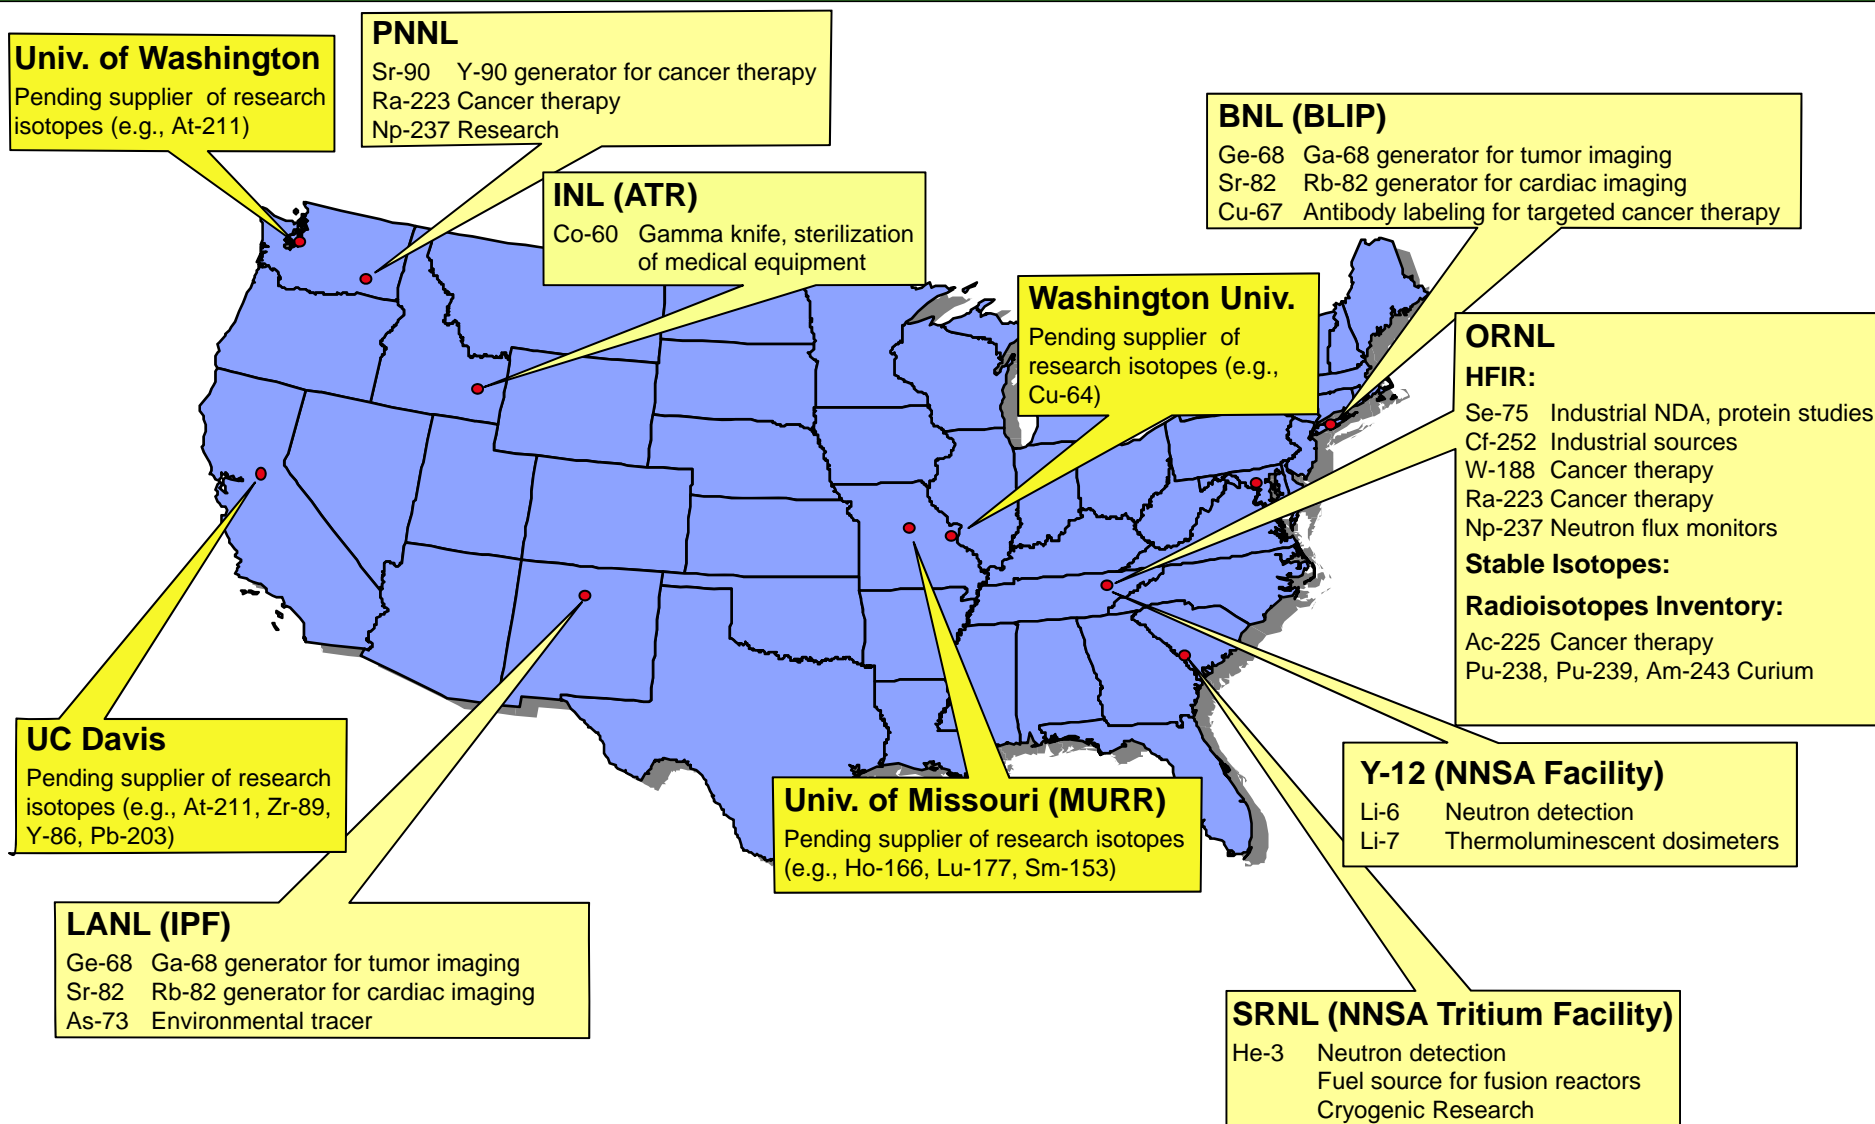 Univ. of Washington
Pending supplier of research
isotopes (e.g., At-211)
PNNL
Sr-90 Y-90 generator for cancer therapy
Ra-223 Cancer therapy
Np-237 Research
INL (ATR)
Co-60 Gamma knife, sterilization
of medical equipment
BNL (BLIP)
Ge-68 Ga-68 generator for tumor imaging
Sr-82 Rb-82 generator for cardiac imaging
Cu-67 Antibody labeling for targeted cancer therapy
Washington Univ.
Pending supplier of
research isotopes (e.g.,
Cu-64)
ORNL
HFIR:
Se-75 Industrial NDA, protein studies
Cf-252 Industrial sources
W-188 Cancer therapy
Ra-223 Cancer therapy
Np-237 Neutron flux monitors
Stable Isotopes:
Radioisotopes Inventory:
Ac-225 Cancer therapy
Pu-238, Pu-239, Am-243 Curium
UC Davis
Pending supplier of research
isotopes (e.g., At-211, Zr-89,
Y-86, Pb-203)
Univ. of Missouri (MURR)
Pending supplier of research isotopes
(e.g., Ho-166, Lu-177, Sm-153)
Y-12 (NNSA Facility)
Li-6 Neutron detection
Li-7 Thermoluminescent dosimeters
LANL (IPF)
Ge-68 Ga-68 generator for tumor imaging
Sr-82 Rb-82 generator for cardiac imaging
As-73 Environmental tracer
SRNL (NNSA Tritium Facility)
He-3 Neutron detection
Fuel source for fusion reactors
Cryogenic Research